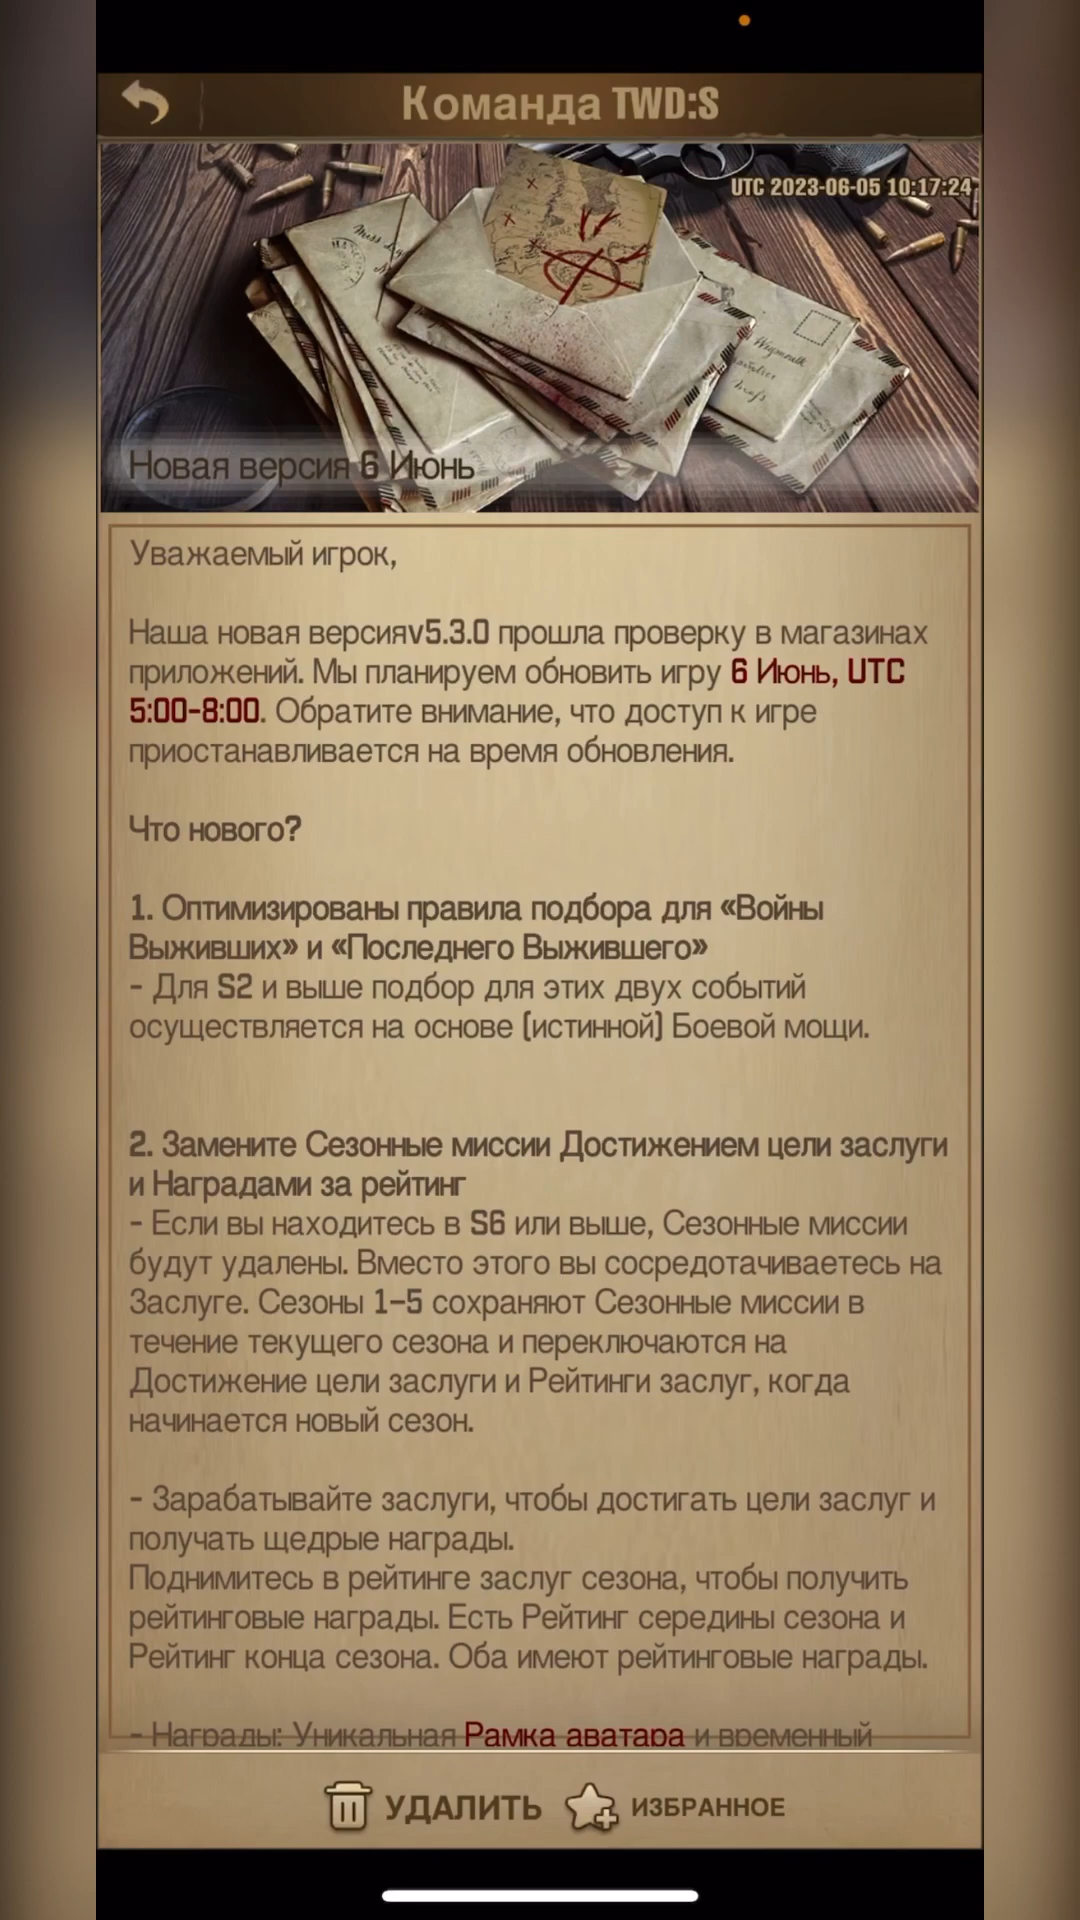 Команда TWD:S
UTC 2023-06-05 10:17:24
Новая версия 6 Июнь
Уважаемый игрок,
Наша новая версияv5.3.0 прошла проверку в магазинах
приложений. Мы планируем обновить игру 6 Июнь, UTC
5:00-8:00. Обратите внимание, что доступ к игре
приостанавливается на время обновления.
Что нового?
1. Оптимизированы правила подбора для «Войны
Выживших» и «Последнего Выжившего»
- Для S2 и выше подбор для этих двух событий
осуществляется на основе (истинной) Боевой мощи.
2. Замените Сезонные миссии Достижением цели заслуги
и Наградами за рейтинг
- Если вы находитесь в S6 или выше, Сезонные миссии
будут удалены. Вместо этого вы сосредотачиваетесь на
Заслуге. Сезоны 1-5 сохраняют Сезонные миссии в
течение текущего сезона и переключаются на
Достижение цели заслуги и Рейтинги заслуг, когда
начинается новый сезон.
- Зарабатывайте заслуги, чтобы достигать цели заслуг и
получать щедрые награды.
Поднимитесь в рейтинге заслуг сезона, чтобы получить
рейтинговые награды. Есть Рейтинг середины сезона и
Рейтинг конца сезона. Оба имеют рейтинговые награды.
- Награды: Уникальная Рамка аватара и временный
УДАЛИТЬ ИЗБРАННОЕ